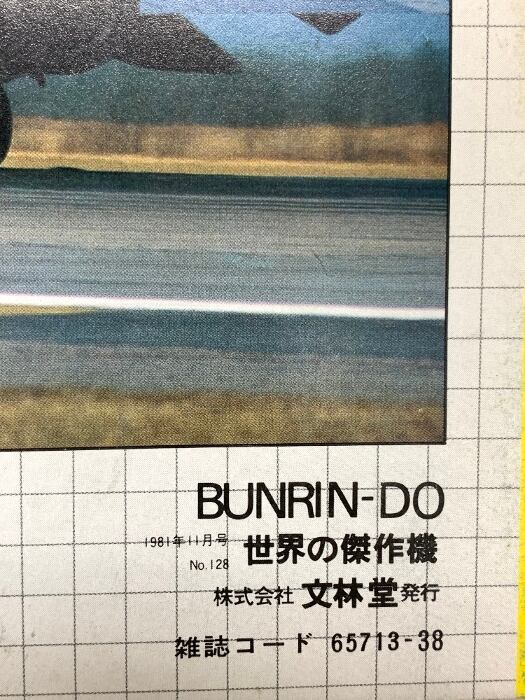 BUNRIN-DO
1981年11月号 世界の傑作機
No.128
株式会社 文林堂発行
雑誌コード 65713-38